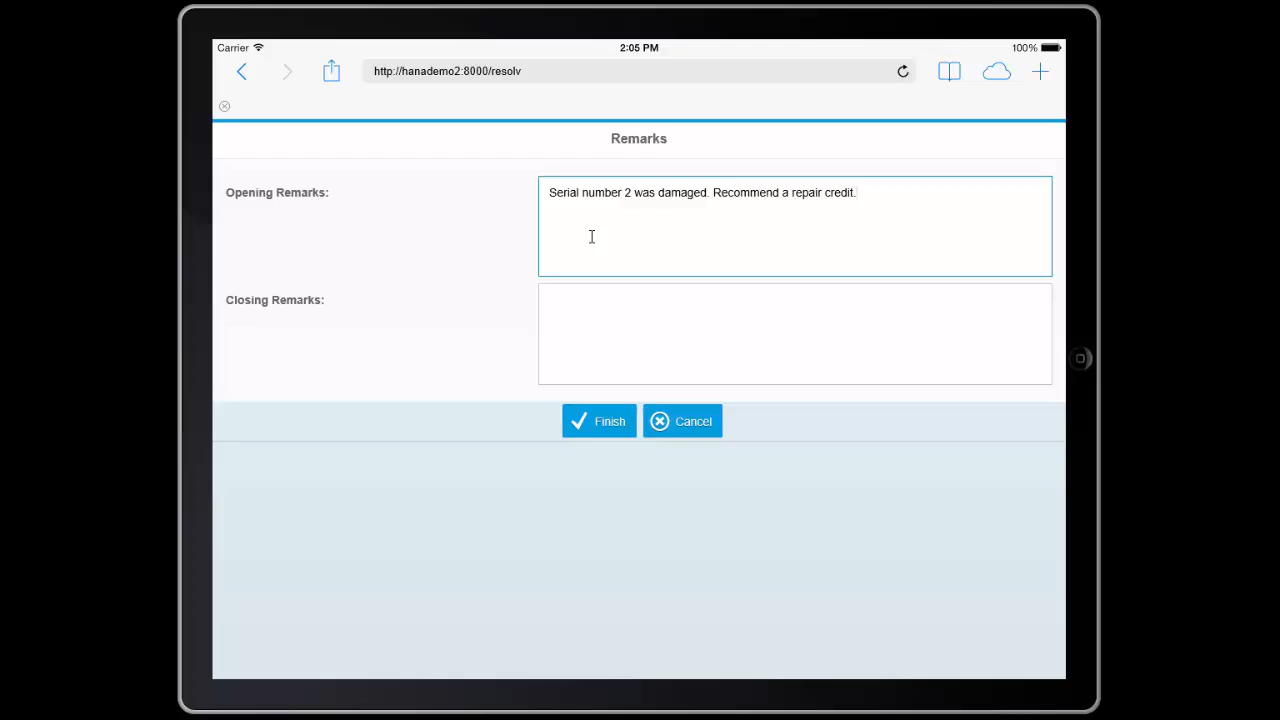 Carrier
2:05 PM
100%
http://hanademo2:8000/resolv
Remarks
Opening Remarks:
Serial number 2 was damaged. Recommend a repair credit.
Closing Remarks:
Finish
Cancel